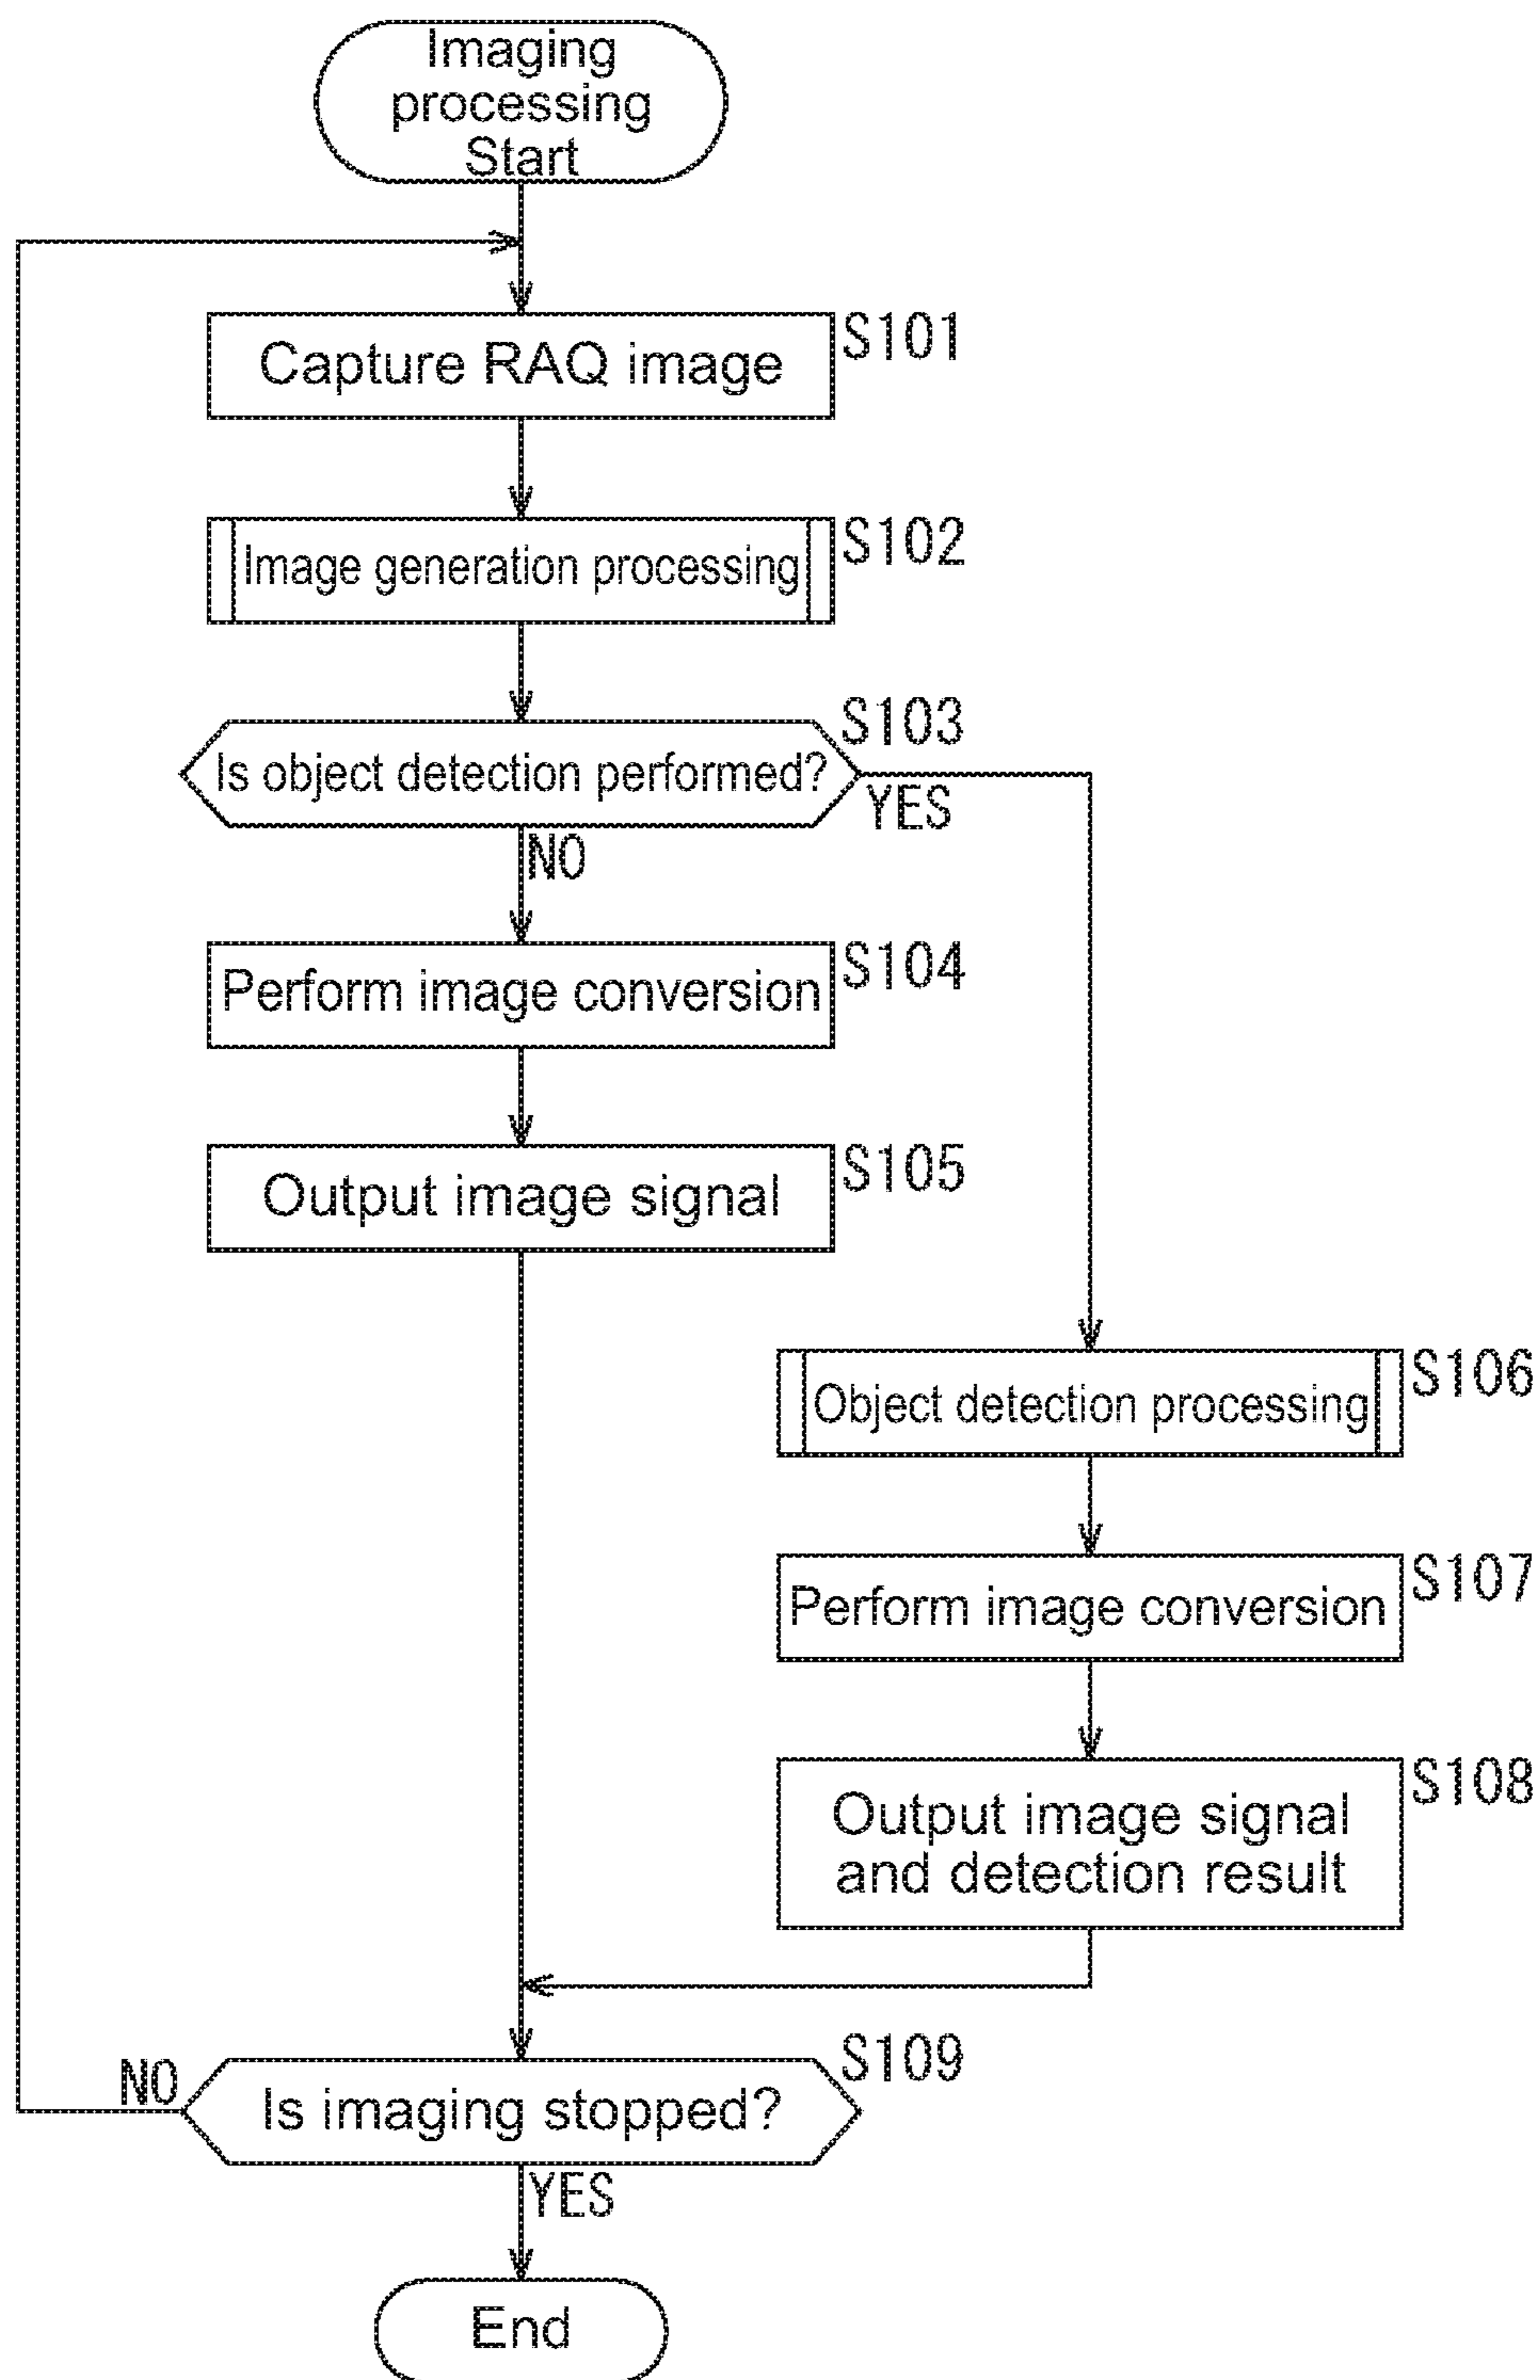 Imaging
processing
Start
Capture RAQ image
S101
Image generation processing
S102
Is object detection performed?
S103
YES
NO
Perform image conversion
S104
Output image signal
S105
Object detection processing
S106
Perform image conversion
S107
Output image signal
and detection result
S108
Is imaging stopped?
S109
NO
YES
End